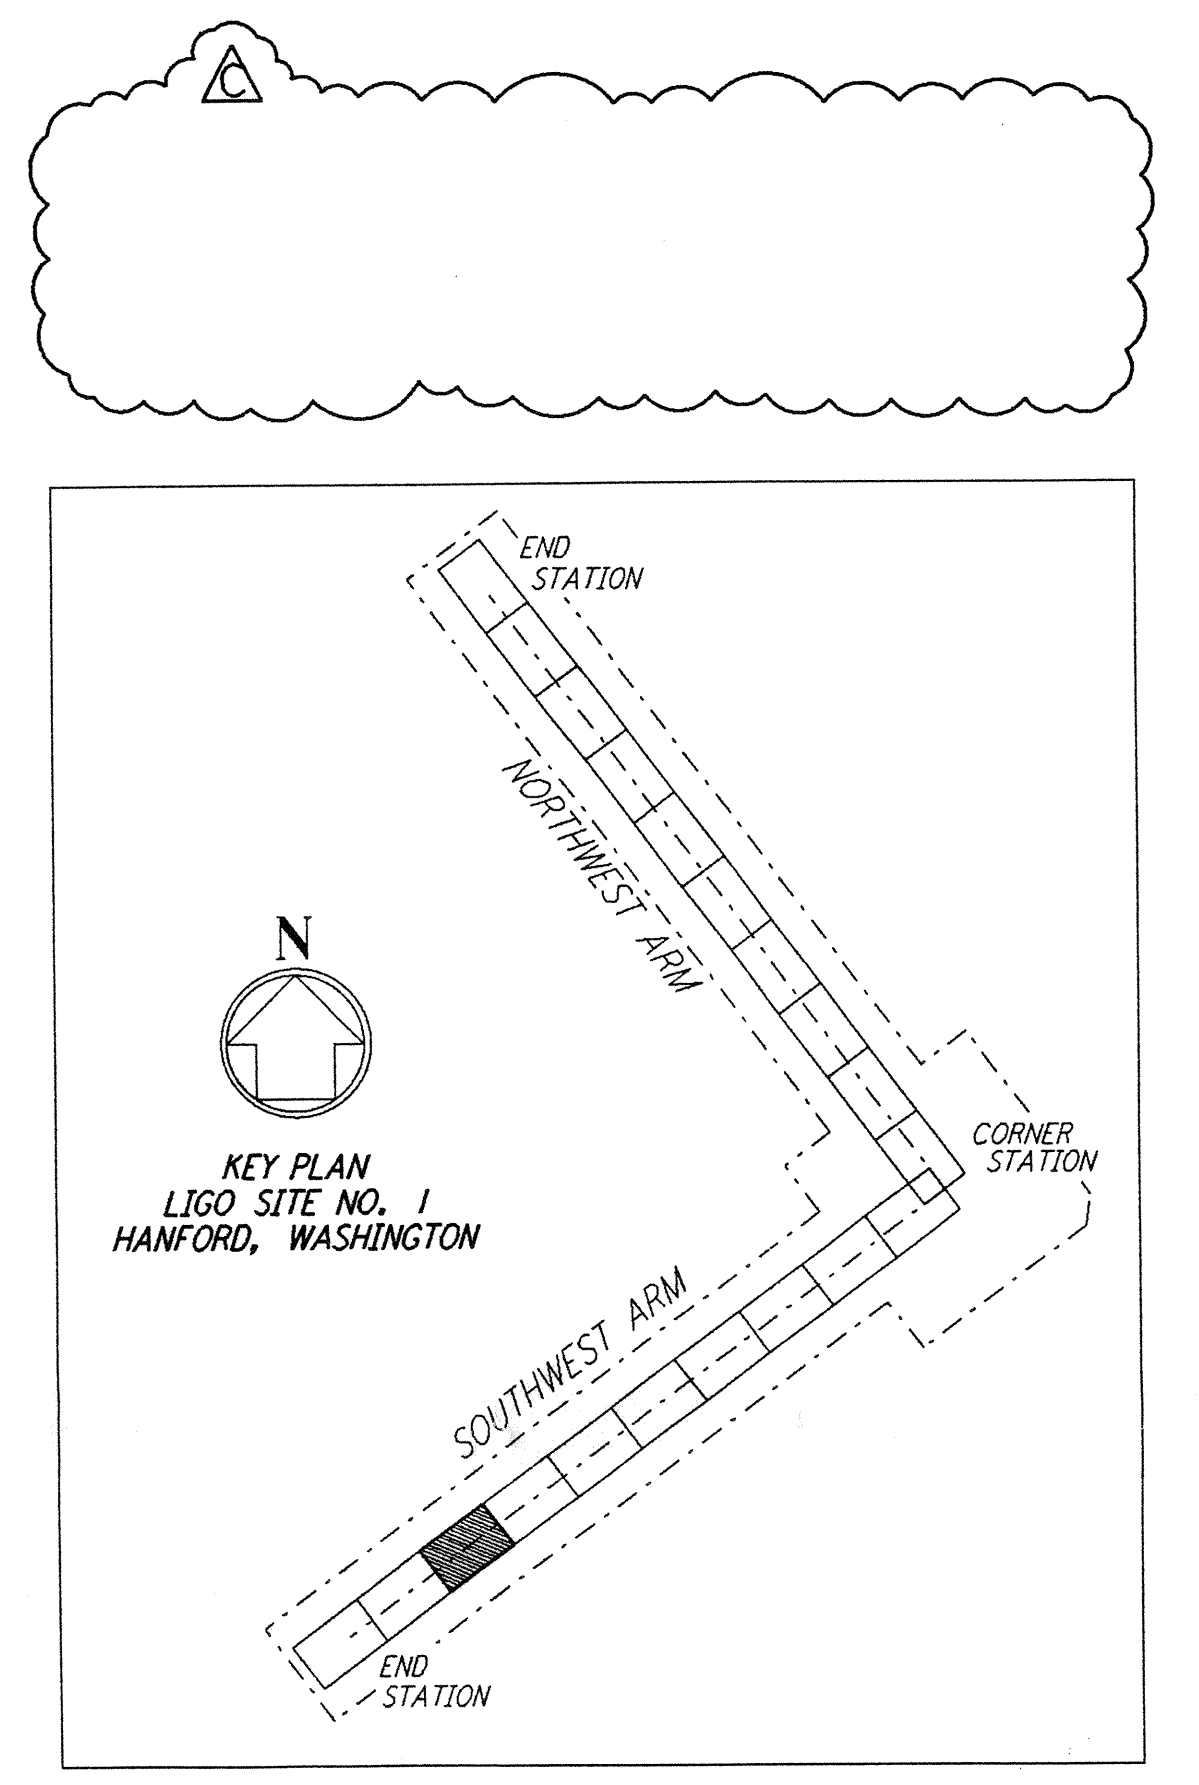 C
END
STATION
NORTHWEST ARM
N
KEY PLAN
LIGO SITE NO. 1
HANFORD, WASHINGTON
CORNER
STATION
SOUTHWEST ARM
END
STATION